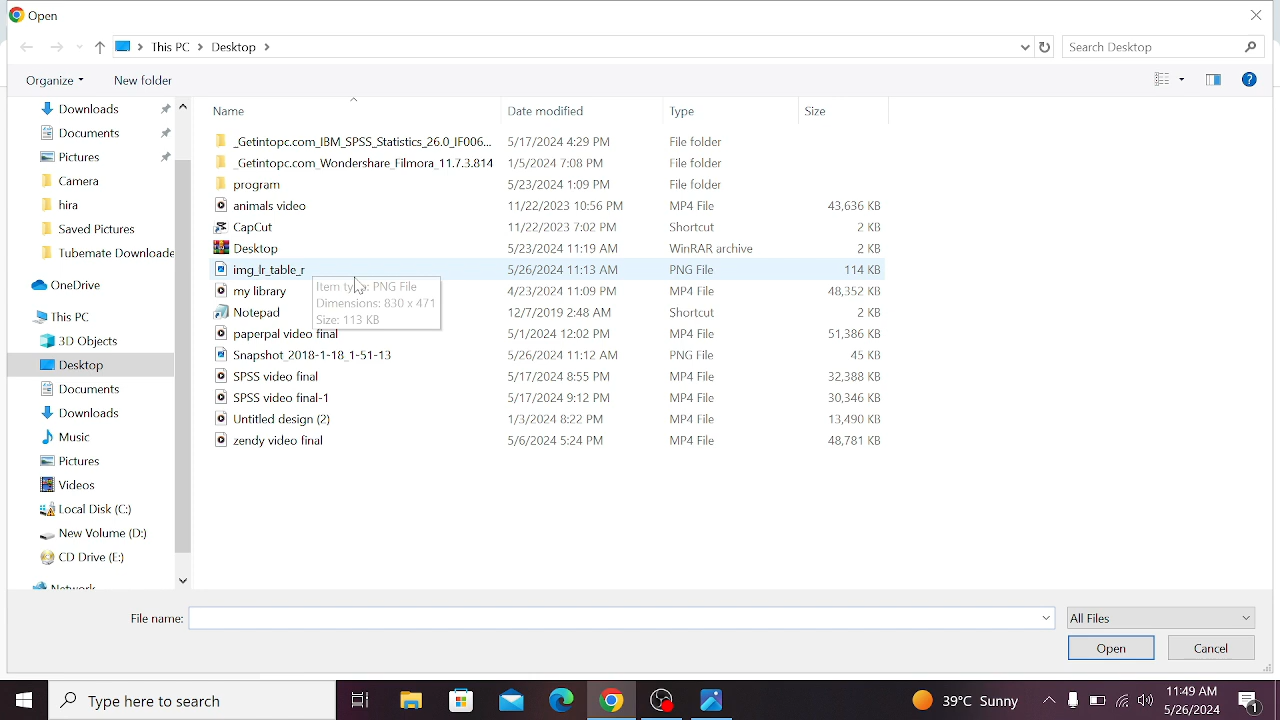 Open
This PC > Desktop >
Search Desktop
Organize
New folder
Name
Date modified
Type
Size
Downloads
Documents
Pictures
Camera
hira
Saved Pictures
Tubemate Downloade
OneDrive
This PC
3D Objects
Desktop
Documents
Downloads
Music
Pictures
Videos
Local Disk (C:)
New Volume (D:)
CD Drive (E:)
Network
_Getintopc.com_IBM_SPSS_Statistics_26.0_IF006... 5/17/2024 4:29 PM File folder
_Getintopc.com_Wondershare_Filmora_11.7.3.814 1/5/2024 7:08 PM File folder
program 5/23/2024 1:09 PM File folder
animals video 11/22/2023 10:56 PM MP4 File 43,636 KB
CapCut 11/22/2023 7:02 PM Shortcut 2 KB
Desktop 5/23/2024 11:19 AM WinRAR archive 2 KB
img_lr_table_r 5/26/2024 11:13 AM PNG File 114 KB
my library 4/23/2024 11:09 PM MP4 File 48,352 KB
Notepad 12/7/2019 2:48 AM Shortcut 2 KB
paperpal video final 5/1/2024 12:02 PM MP4 File 51,386 KB
Snapshot_2018-1-18_1-51-13 5/26/2024 11:12 AM PNG File 45 KB
SPSS video final 5/17/2024 8:55 PM MP4 File 32,388 KB
SPSS video final-1 5/17/2024 9:12 PM MP4 File 30,346 KB
Untitled design (2) 1/3/2024 8:22 PM MP4 File 13,490 KB
zendy video final 5/6/2024 5:24 PM MP4 File 48,781 KB
Item type: PNG File
Dimensions: 830 x 471
Size: 113 KB
File name:
All Files
Open
Cancel
Type here to search
39°C Sunny
11:49 AM
5/26/2024
1